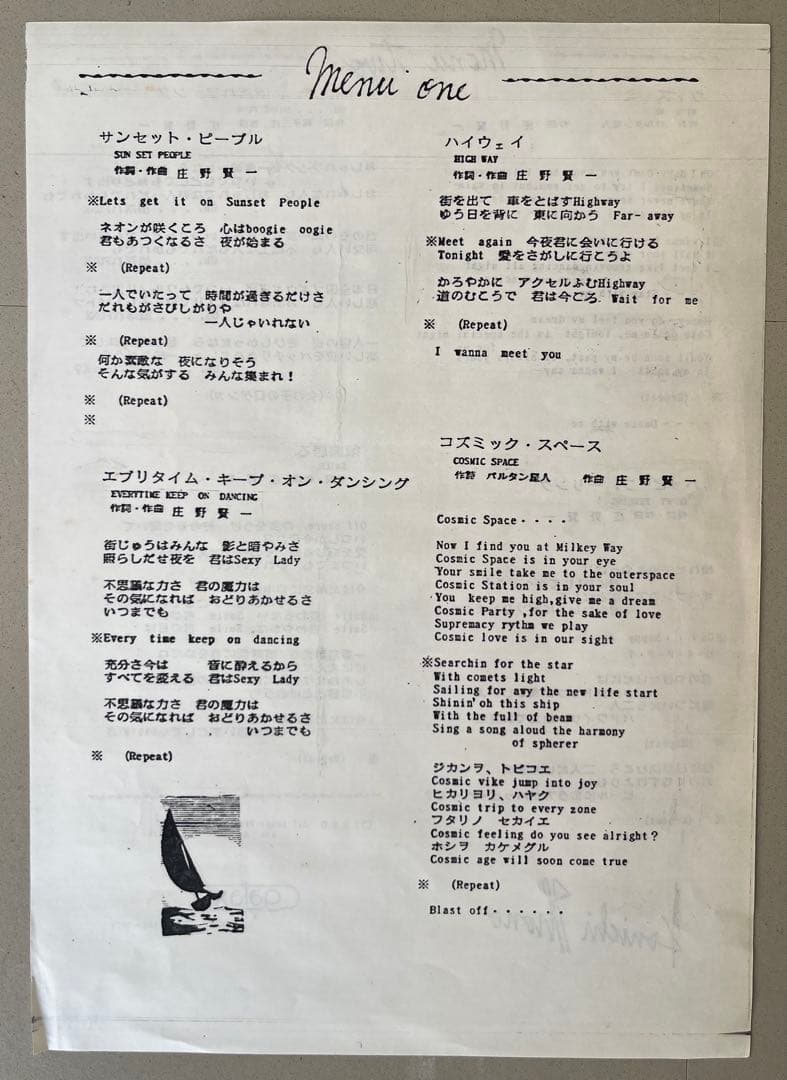 Menu one
サンセット・ピープル
SUN SET PEOPLE
作詞・作曲 庄野賢一
※Lets get it on Sunset People
ネオンが咲くころ 心はboogie oogie
君もあつくなるさ 夜が始まる
※ (Repeat)
一人でいたって 時間が過ぎるだけさ
だれもがさびしがりや
一人じゃいれない
※ (Repeat)
何か素敵な 夜になりそう
そんな気がする みんな集まれ!
※ (Repeat)
※
エブリタイム・キープ・オン・ダンシング
EVERYTIME KEEP ON DANCING
作詞・作曲 庄野賢一
街じゅうはみんな 影と暗やみさ
照らしだせ夜を 君はSexy Lady
不思議な力さ 君の魔力は
その気になれば おどりあかせるさ
いつまでも
※Every time keep on dancing
充分さ今は 音に酔えるから
すべてを変える 君はSexy Lady
不思議な力さ 君の魔力は
その気になれば おどりあかせるさ
いつまでも
※ (Repeat)
ハイウェイ
HIGH WAY
作詞・作曲 庄野賢一
街を出て 車をとばすHighway
ゆう日を背に 東に向かう Far-away
※Meet again 今夜君に会いに行ける
Tonight 愛をさがしに行こうよ
かろやかに アクセルふむHighway
道のむこうで 君は今ごろ Wait for me
※ (Repeat)
I wanna meet you
コズミック・スペース
COSMIC SPACE
作詩 バルタン星人 作曲 庄野賢一
Cosmic Space・・・・
Now I find you at Milkey Way
Cosmic Space is in your eye
Your smile take me to the outerspace
Cosmic Station is in your soul
You keep me high,give me a dream
Cosmic Party ,for the sake of love
Supremacy rythm we play
Cosmic love is in our sight
※Searchin for the star
With comets light
Sailing for awy the new life start
Shinin'oh this ship
With the full of beam
Sing a song aloud the harmony
of spherer
ジカンヲ、トビコエ
Cosmic vike jump into joy
ヒカリヨリ、ハヤク
Cosmic trip to every zone
フタリノ セカイエ
Cosmic feeling do you see alright?
ホシヲ カケメグル
Cosmic age will soon come true
※ (Repeat)
Blast off・・・・・・